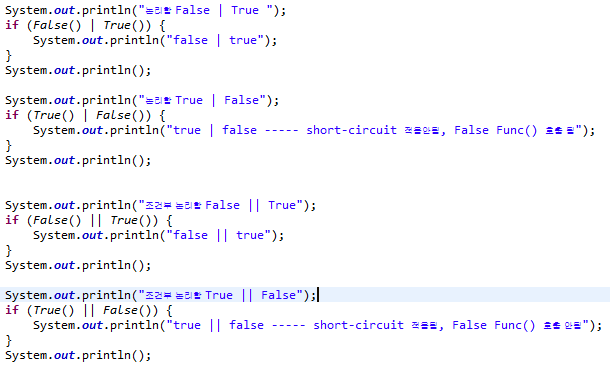 System.out.println("논리합 False | True ");
if (False() | True()) {
System.out.println("false | true");
}
System.out.println();
System.out.println("논리합 True | False");
if (True() | False()) {
System.out.println("true | false ----- short-circuit 적용안됨, False Func() 호출 됨");
}
System.out.println();
System.out.println("조건부 논리합 False || True");
if (False() || True()) {
System.out.println("false || true");
}
System.out.println();
System.out.println("조건부 논리합 True || False");
if (True() || False()) {
System.out.println("true || false ----- short-circuit 적용됨, False Func() 호출 안됨");
}
System.out.println();